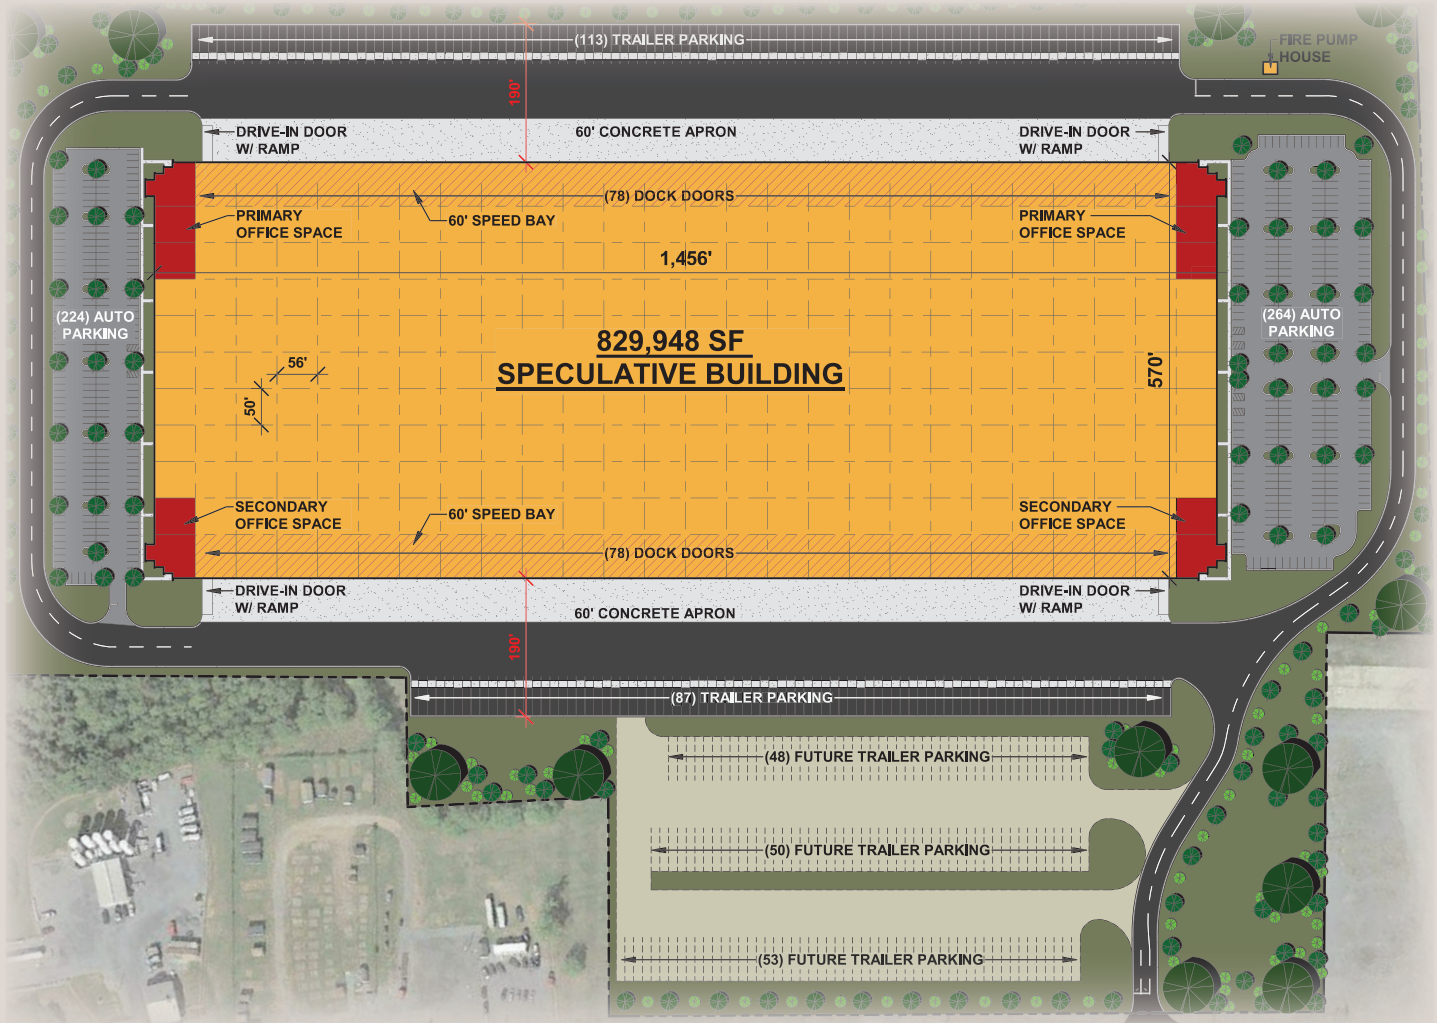 (113) TRAILER PARKING
FIRE PUMP
HOUSE
190'
DRIVE-IN DOOR
W/ RAMP
60' CONCRETE APRON
DRIVE-IN DOOR
W/ RAMP
(78) DOCK DOORS
PRIMARY
OFFICE SPACE
60' SPEED BAY
PRIMARY
OFFICE SPACE
1,456'
(224) AUTO
PARKING
(264) AUTO
PARKING
829,948 SF
SPECULATIVE BUILDING
56'
50'
570'
SECONDARY
OFFICE SPACE
60' SPEED BAY
SECONDARY
OFFICE SPACE
(78) DOCK DOORS
DRIVE-IN DOOR
W/ RAMP
60' CONCRETE APRON
DRIVE-IN DOOR
W/ RAMP
190'
(87) TRAILER PARKING
(48) FUTURE TRAILER PARKING
(50) FUTURE TRAILER PARKING
(53) FUTURE TRAILER PARKING